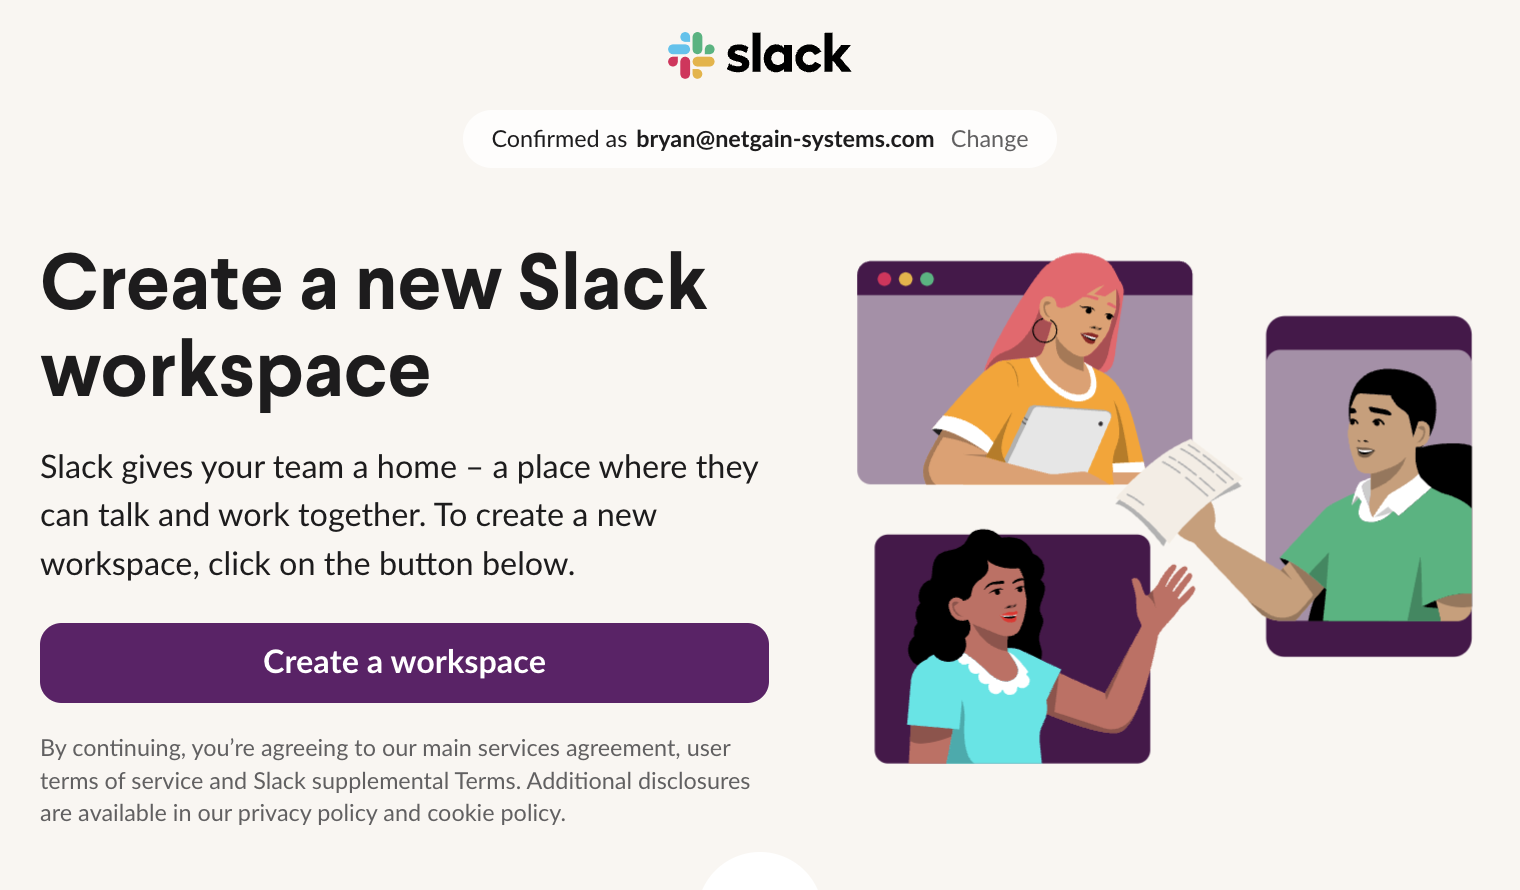 slack
Confirmed as bryan@netgain-systems.com Change
Create a new Slack
workspace
Slack gives your team a home – a place where they
can talk and work together. To create a new
workspace, click on the button below.
Create a workspace
By continuing, you’re agreeing to our main services agreement, user
terms of service and Slack supplemental Terms. Additional disclosures
are available in our privacy policy and cookie policy.